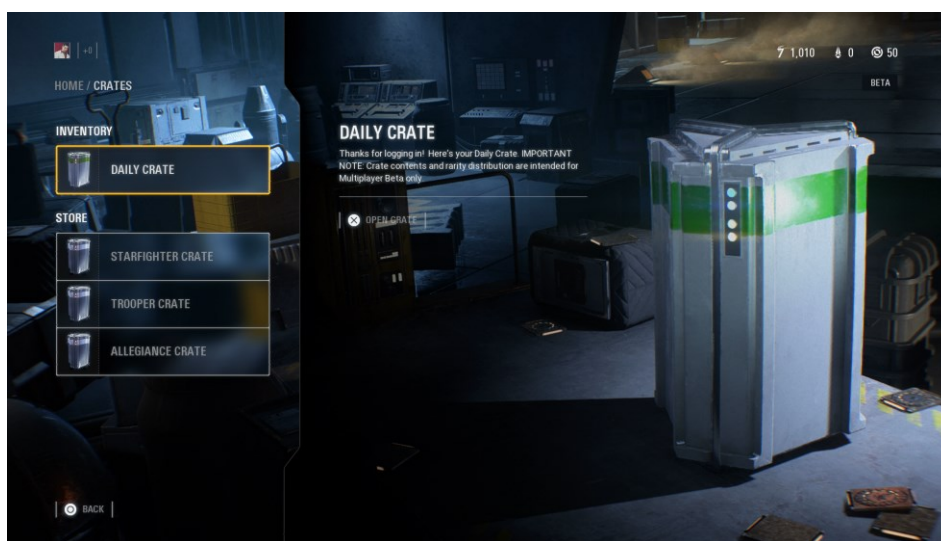 +0
1,010 0 50
HOME / CRATES
BETA
INVENTORY
DAILY CRATE
STORE
STARFIGHTER CRATE
TROOPER CRATE
ALLEGIANCE CRATE
BACK
DAILY CRATE
Thanks for logging in! Here's your Daily Crate. IMPORTANT
NOTE: Crate contents and rarity distribution are intended for
Multiplayer Beta only.
OPEN CRATE